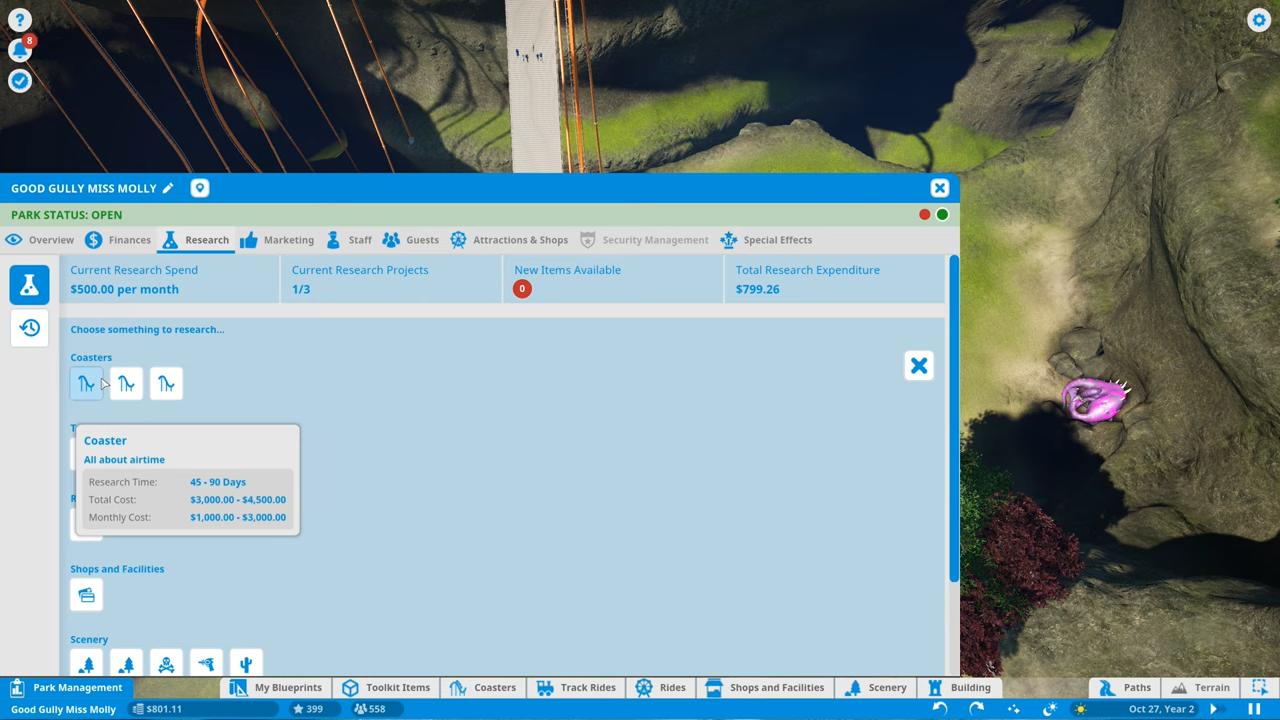 ?
8
GOOD GULLY MISS MOLLY
PARK STATUS: OPEN
Overview
Finances
Research
Marketing
Staff
Guests
Attractions & Shops
Security Management
Special Effects
Current Research Spend
$500.00 per month
Current Research Projects
1/3
New Items Available
0
Total Research Expenditure
$799.26
Choose something to research...
Coasters
T
Coaster
All about airtime
Research Time: 45 - 90 Days
Total Cost: $3,000.00 - $4,500.00
Monthly Cost: $1,000.00 - $3,000.00
R
Shops and Facilities
Scenery
Park Management
My Blueprints
Toolkit Items
Coasters
Track Rides
Rides
Shops and Facilities
Scenery
Building
Paths
Terrain
Good Gully Miss Molly
$801.11
399
558
Oct 27, Year 2